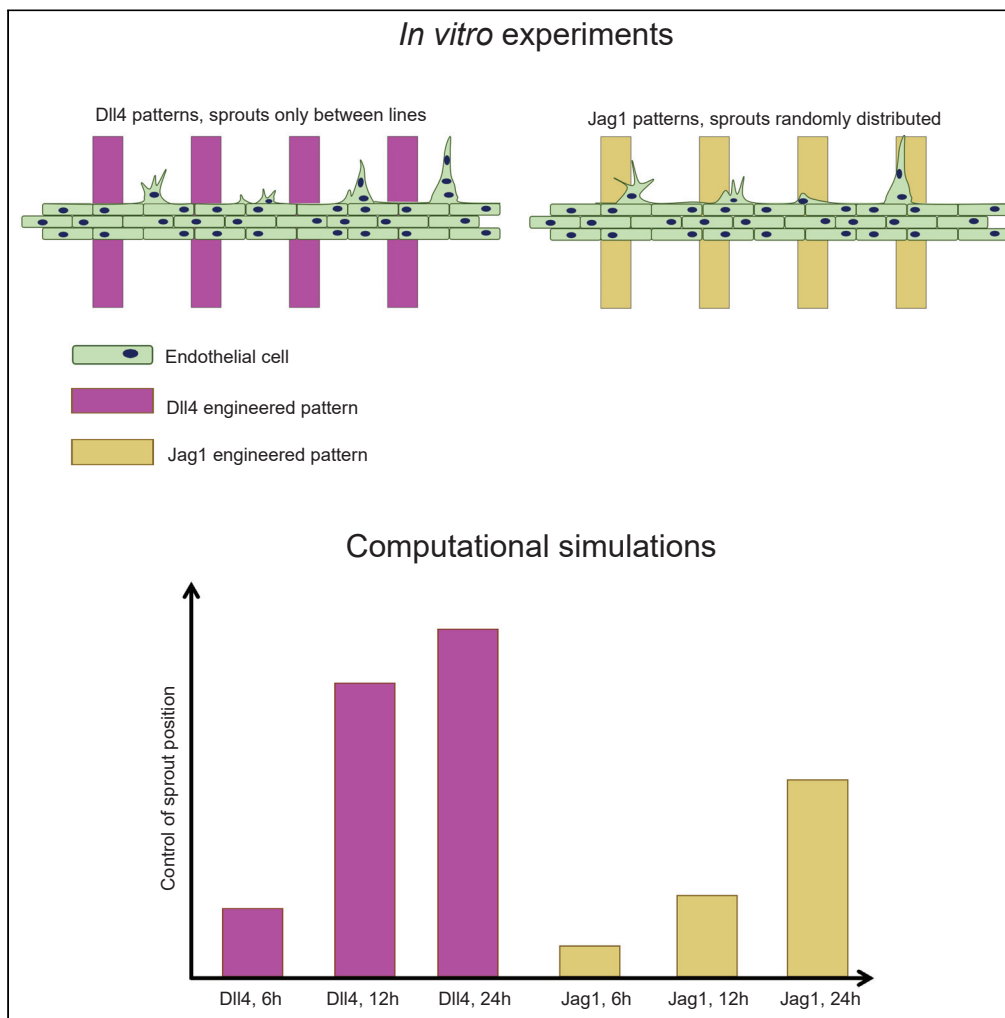 In vitro experiments
Dll4 patterns, sprouts only between lines
Jag1 patterns, sprouts randomly distributed
Endothelial cell
Dll4 engineered pattern
Jag1 engineered pattern
Computational simulations
Control of sprout position
Dll4, 6h
Dll4, 12h
Dll4, 24h
Jag1, 6h
Jag1, 12h
Jag1, 24h